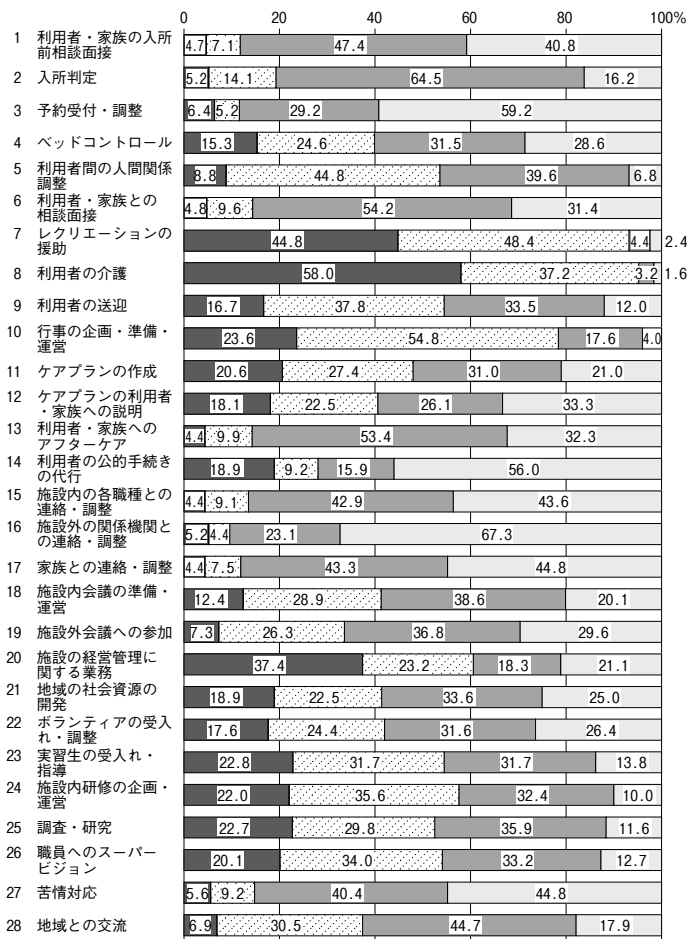 0 20 40 60 80 100%
1 利用者・家族の入所
前相談面接
4.7 7.1 47.4 40.8
2 入所判定
5.2 14.1 64.5 16.2
3 予約受付・調整
6.4 5.2 29.2 59.2
4 ベッドコントロール
15.3 24.6 31.5 28.6
5 利用者間の人間関係
調整
8.8 44.8 39.6 6.8
6 利用者・家族との
相談面接
4.8 9.6 54.2 31.4
7 レクリエーションの
援助
44.8 48.4 4.4 2.4
8 利用者の介護
58.0 37.2 3.2 1.6
9 利用者の送迎
16.7 37.8 33.5 12.0
10 行事の企画・準備・
運営
23.6 54.8 17.6 4.0
11 ケアプランの作成
20.6 27.4 31.0 21.0
12 ケアプランの利用者
・家族への説明
18.1 22.5 26.1 33.3
13 利用者・家族への
アフターケア
4.4 9.9 53.4 32.3
14 利用者の公的手続き
の代行
18.9 9.2 15.9 56.0
15 施設内の各職種との
連絡・調整
4.4 9.1 42.9 43.6
16 施設外の関係機関と
の連絡・調整
5.2 4.4 23.1 67.3
17 家族との連絡・調整
4.4 7.5 43.3 44.8
18 施設内会議の準備・
運営
12.4 28.9 38.6 20.1
19 施設外会議への参加
7.3 26.3 36.8 29.6
20 施設の経営管理に
関する業務
37.4 23.2 18.3 21.1
21 地域の社会資源の
開発
18.9 22.5 33.6 25.0
22 ボランティアの受入
れ・調整
17.6 24.4 31.6 26.4
23 実習生の受入れ・
指導
22.8 31.7 31.7 13.8
24 施設内研修の企画・
運営
22.0 35.6 32.4 10.0
25 調査・研究
22.7 29.8 35.9 11.6
26 職員へのスーパー
ビジョン
20.1 34.0 33.2 12.7
27 苦情対応
5.6 9.2 40.4 44.8
28 地域との交流
6.9 30.5 44.7 17.9